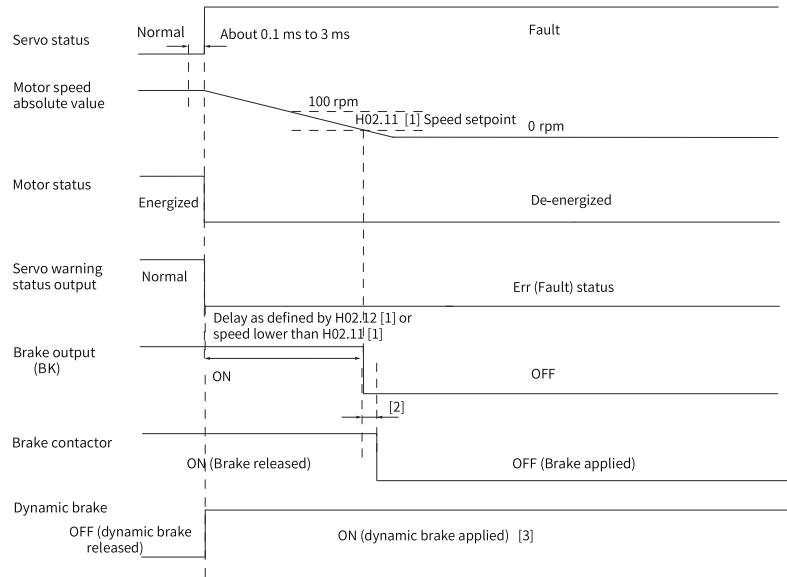 Servo status
Normal
About 0.1 ms to 3 ms
Fault
Motor speed
absolute value
100 rpm
H02.11 [1] Speed setpoint
0 rpm
Motor status
Energized
De-energized
Servo warning
status output
Normal
Err (Fault) status
Delay as defined by H02.12 [1] or
speed lower than H02.11 [1]
Brake output
(BK)
ON
OFF
[2]
Brake contactor
ON (Brake released)
OFF (Brake applied)
Dynamic brake
OFF (dynamic brake
released)
ON (dynamic brake applied) [3]